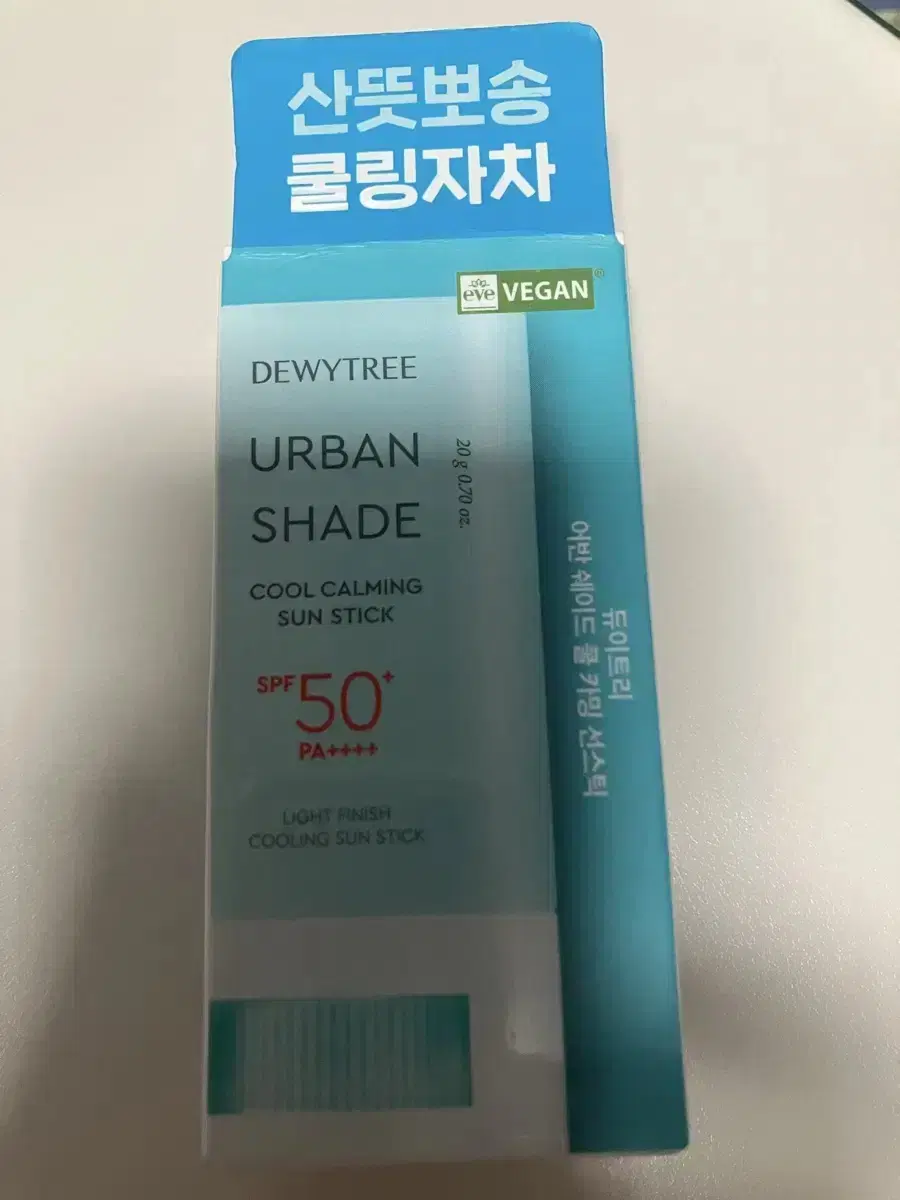 산뜻뽀송
쿨링자차
eve VEGAN®
DEWYTREE
URBAN
SHADE
20 g 0.70 oz.
COOL CALMING
SUN STICK
SPF 50+
PA++++
LIGHT FINISH
COOLING SUN STICK
듀이트리
어반 쉐이드 쿨 카밍 선스틱